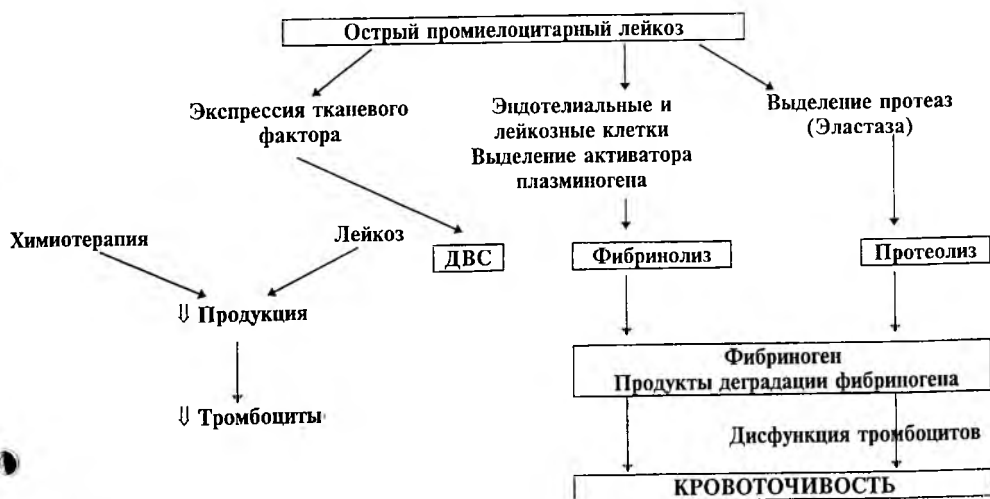 Острый промиелоцитарный лейкоз
Экспрессия тканевого
фактора
Эндотелиальные и
лейкозные клетки
Выделение активатора
плазминогена
Выделение протеаз
(Эластаза)
Химиотерапия
Лейкоз
ДВС
Фибринолиз
Протеолиз
⇓ Продукция
Фибриноген
Продукты деградации фибриногена
⇓ Тромбоциты
Дисфункция тромбоцитов
КРОВОТОЧИВОСТЬ